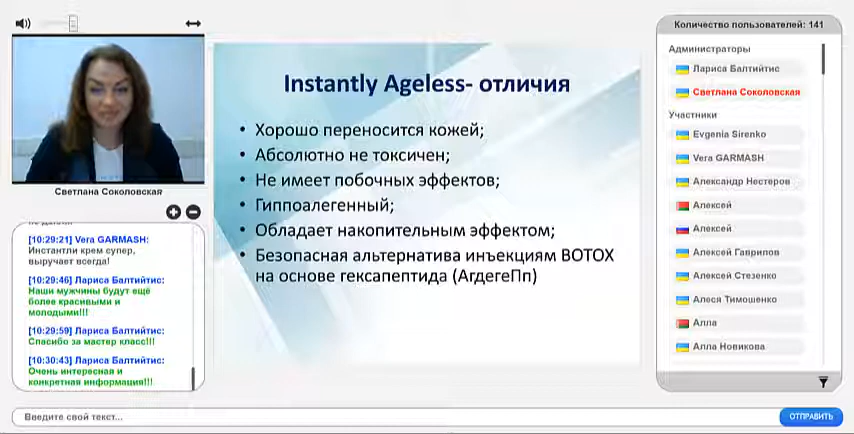 Светлана Соколовская
[10:29:21] Vera GARMASH:
Инстантли крем супер,
выручает всегда!
[10:29:46] Лариса Балтийтис:
Наши мужчины будут ещё
более красивыми и
молодыми!!!
[10:29:59] Лариса Балтийтис:
Спасибо за мастер класс!!!
[10:30:43] Лариса Балтийтис:
Очень интересная и
конкретная информация!!!
Instantly Ageless- отличия
• Хорошо переносится кожей;
• Абсолютно не токсичен;
• Не имеет побочных эффектов;
• Гиппоалегенный;
• Обладает накопительным эффектом;
• Безопасная альтернатива инъекциям BOTOX
на основе гексапептида (АгдегеПп)
Количество пользователей: 141
Администраторы
Лариса Балтийтис
Светлана Соколовская
Участники
Evgenia Sirenko
Vera GARMASH
Александр Нестеров
Алексей
Алексей
Алексей Гаврилов
Алексей Стезенко
Алеся Тимошенко
Алла
Алла Новикова
Введите свой текст...
ОТПРАВИТЬ